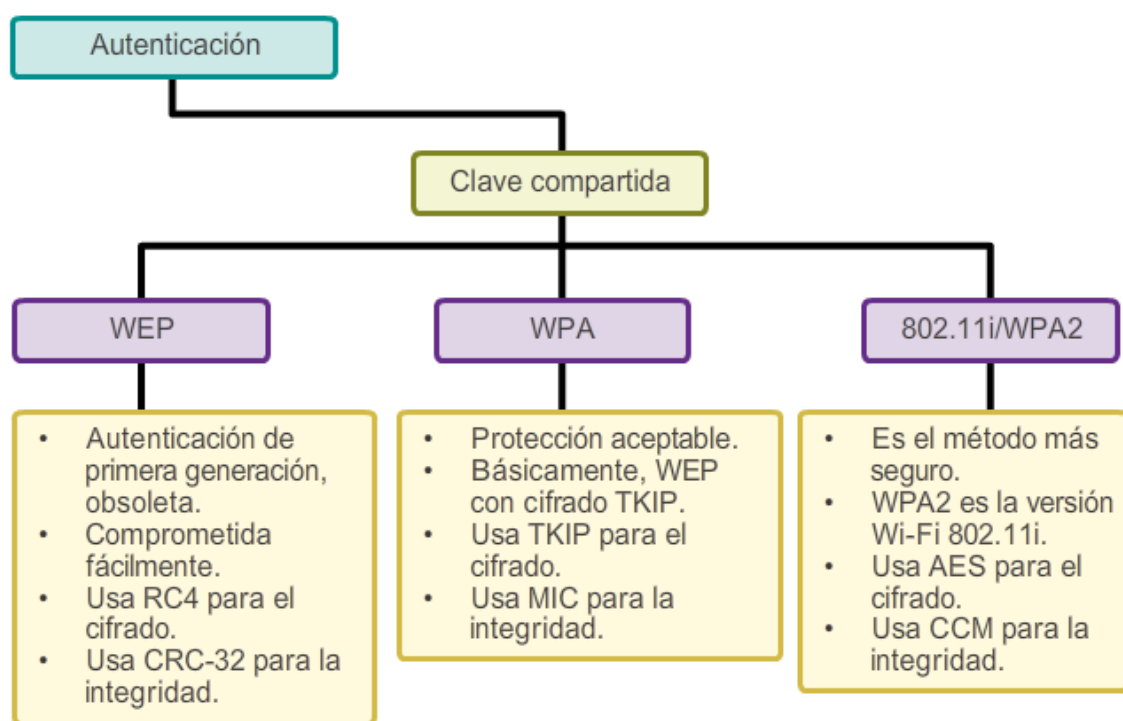 Autenticación
Clave compartida
WEP
WPA
802.11i/WPA2
• Autenticación de
primera generación,
obsoleta.
• Comprometida
fácilmente.
• Usa RC4 para el
cifrado.
• Usa CRC-32 para la
integridad.
• Protección aceptable.
• Básicamente, WEP
con cifrado TKIP.
• Usa TKIP para el
cifrado.
• Usa MIC para la
integridad.
• Es el método más
seguro.
• WPA2 es la versión
Wi-Fi 802.11i.
• Usa AES para el
cifrado.
• Usa CCM para la
integridad.